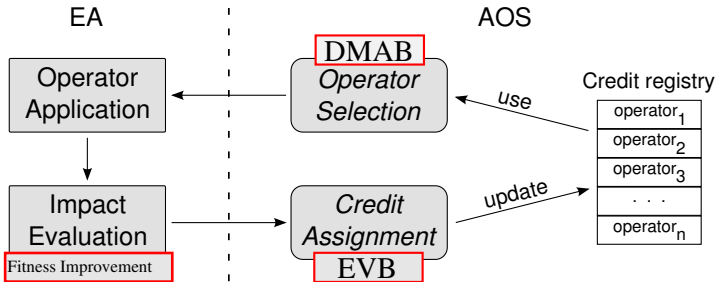 EA
AOS
Operator
Application
DMAB
Operator
Selection
use
Credit registry
operator1
operator2
operator3
. . .
operatorn
Impact
Evaluation
Fitness Improvement
Credit
Assignment
EVB
update